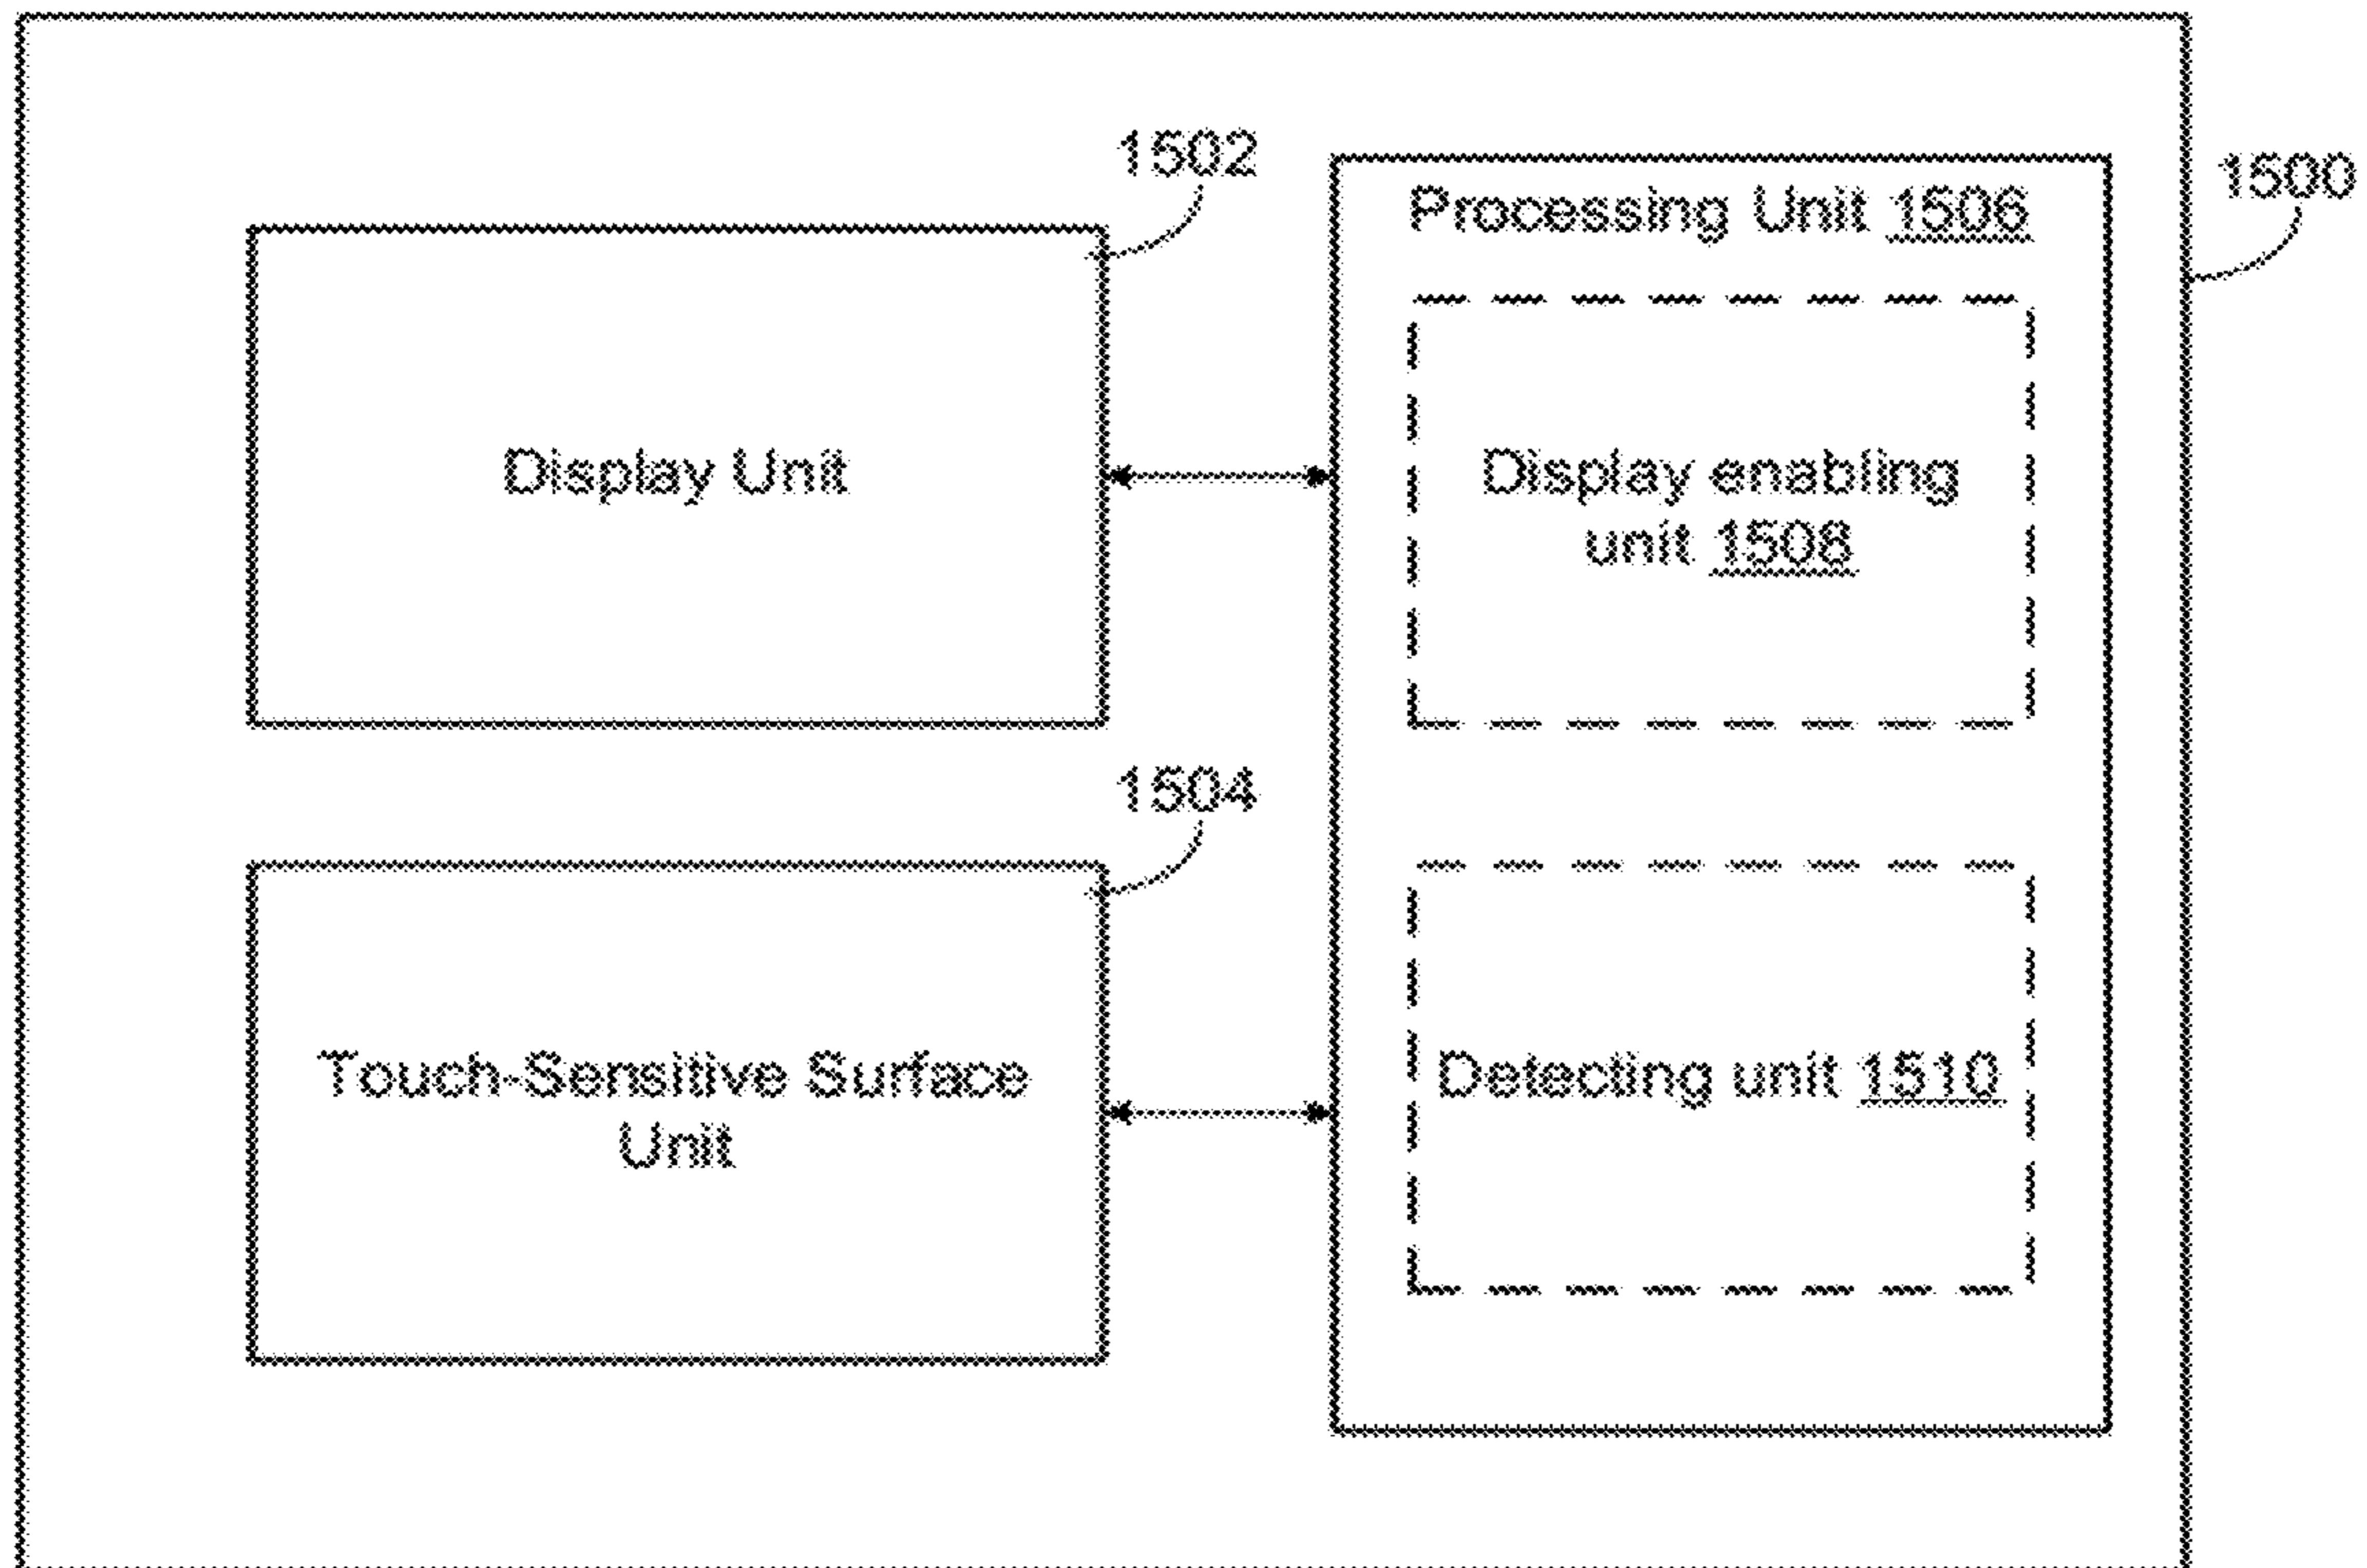 1502
1500
Processing Unit 1506
Display Unit
Display enabling
unit 1508
1504
Touch-Sensitive Surface
Unit
Detecting unit 1510